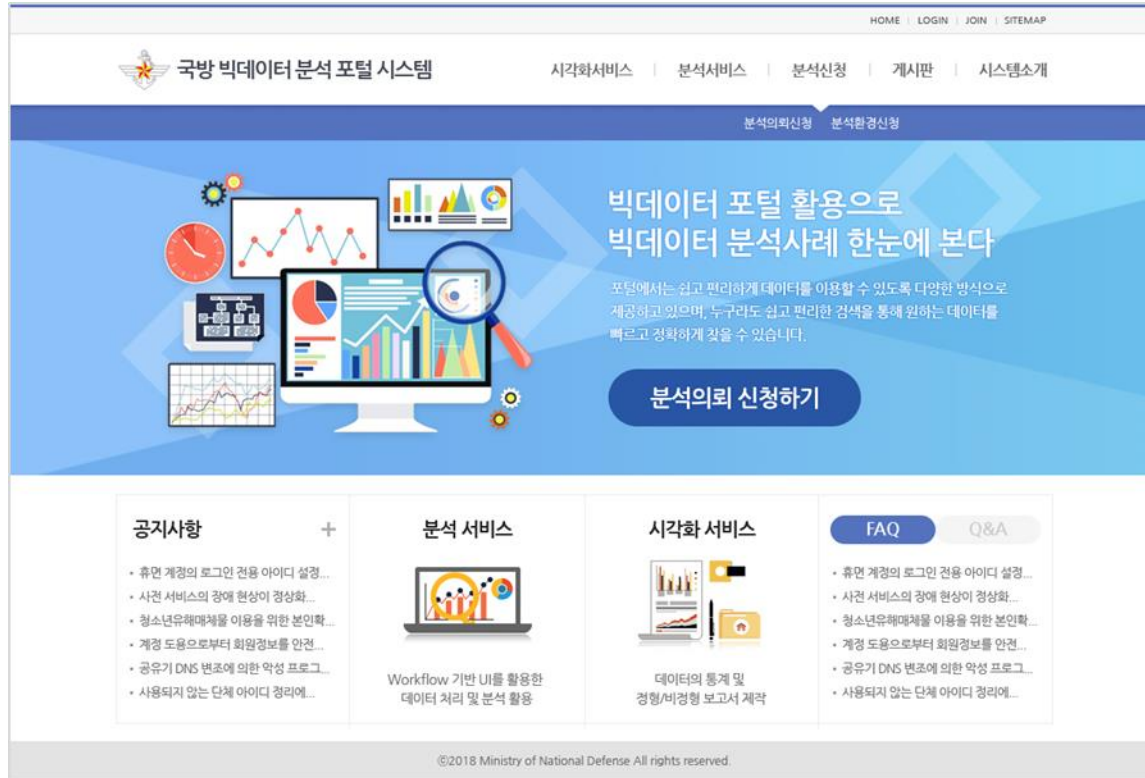 HOME | LOGIN | JOIN | SITEMAP
국방 빅데이터 분석 포털 시스템
시각화서비스 | 분석서비스 | 분석신청 | 게시판 | 시스템소개
분석의뢰신청 분석환경신청
빅데이터 포털 활용으로
빅데이터 분석사례 한눈에 본다
포털에서는 쉽고 편리하게 데이터를 이용할 수 있도록 다양한 방식으로
제공하고 있으며, 누구라도 쉽고 편리한 검색을 통해 원하는 데이터를
빠르고 정확하게 찾을 수 있습니다.
분석의뢰 신청하기
공지사항 +
• 휴면 계정의 로그인 전용 아이디 설정...
• 사전 서비스의 장애 현상이 정상화...
• 청소년유해매체물 이용을 위한 본인확...
• 계정 도용으로부터 회원정보를 안전...
• 공유기 DNS 변조에 의한 악성 프로그...
• 사용되지 않는 단체 아이디 정리에...
분석 서비스
Workflow 기반 UI를 활용한
데이터 처리 및 분석 활용
시각화 서비스
데이터의 통계 및
정형/비정형 보고서 제작
FAQ Q&A
• 휴면 계정의 로그인 전용 아이디 설정...
• 사전 서비스의 장애 현상이 정상화...
• 청소년유해매체물 이용을 위한 본인확...
• 계정 도용으로부터 회원정보를 안전...
• 공유기 DNS 변조에 의한 악성 프로그...
• 사용되지 않는 단체 아이디 정리에...
©2018 Ministry of National Defense All rights reserved.